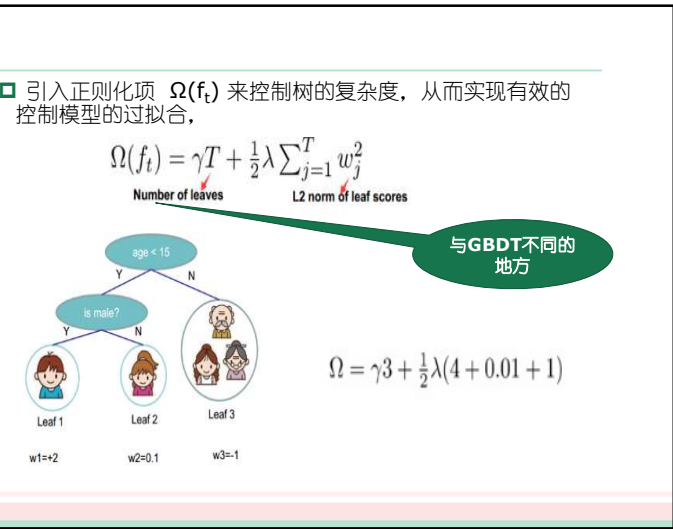 引入正则化项 Ω(fₜ) 来控制树的复杂度，从而实现有效的
控制模型的过拟合，
Ω(fₜ) = γT + ½λ∑ⱼ₌₁ᵀ wⱼ²
Number of leaves L2 norm of leaf scores
与GBDT不同的
地方
age < 15
Y N
is male?
Y N
Ω = γ3 + ½λ(4 + 0.01 + 1)
Leaf 1 Leaf 2 Leaf 3
w1=+2 w2=0.1 w3=-1